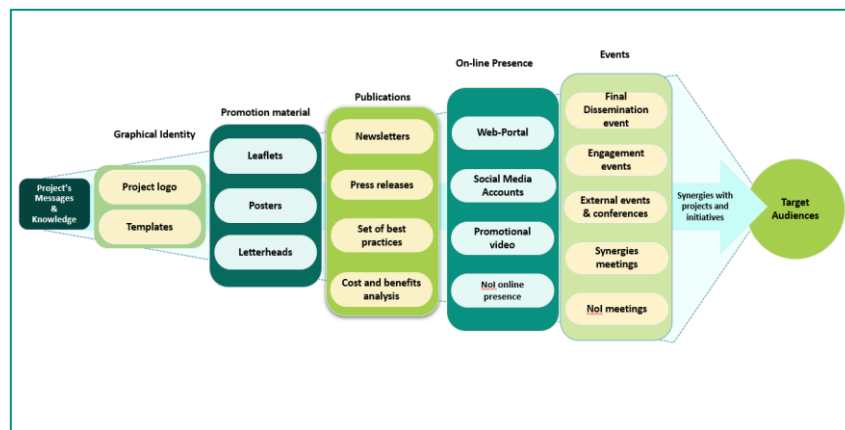 Events
On-line Presence
Publications
Promotion material
Graphical Identity
Project's
Messages
&
Knowledge
Project logo
Templates
Leaflets
Posters
Letterheads
Newsletters
Press releases
Set of best
practices
Cost and benefits
analysis
Web-Portal
Social Media
Accounts
Promotional
video
NoI online
presence
Final
Dissemination
event
Engagement
events
External events
& conferences
Synergies
meetings
NoI meetings
Synergies with
projects and
initiatives
Target
Audiences